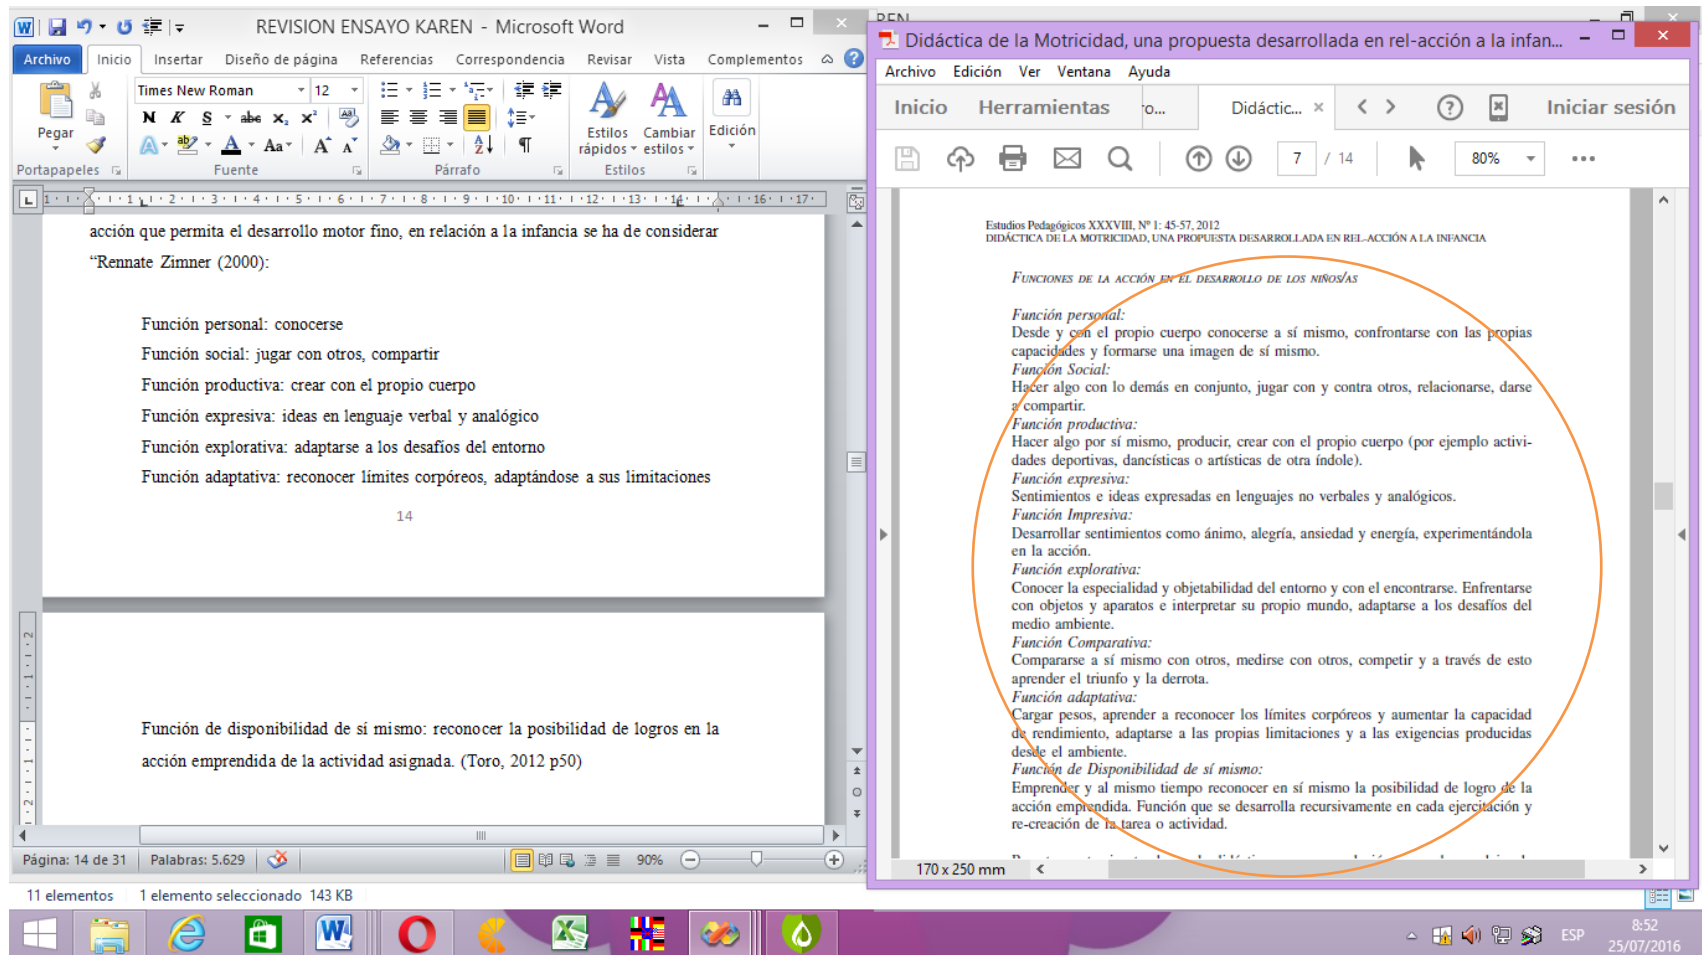 REVISION ENSAYO KAREN - Microsoft Word
Archivo Inicio Insertar Diseño de página Referencias Correspondencia Revisar Vista Complementos
Times New Roman 12
Pegar
N K S abc x₂ x² Aa A A
Estilos rápidos
Cambiar estilos
Edición
Portapapeles Fuente Párrafo Estilos
acción que permita el desarrollo motor fino, en relación a la infancia se ha de considerar
“Rennate Zimner (2000):
Función personal: conocerse
Función social: jugar con otros, compartir
Función productiva: crear con el propio cuerpo
Función expresiva: ideas en lenguaje verbal y analógico
Función explorativa: adaptarse a los desafíos del entorno
Función adaptativa: reconocer límites corpóreos, adaptándose a sus limitaciones
14
Función de disponibilidad de sí mismo: reconocer la posibilidad de logros en la
acción emprendida de la actividad asignada. (Toro, 2012 p50)
Página: 14 de 31 Palabras: 5.629 90%
11 elementos 1 elemento seleccionado 143 KB
Didáctica de la Motricidad, una propuesta desarrollada en rel-acción a la infan...
Archivo Edición Ver Ventana Ayuda
Inicio Herramientas Didáctic... × Iniciar sesión
7 / 14 80%
Estudios Pedagógicos XXXVIII, Nº 1: 45-57, 2012
DIDÁCTICA DE LA MOTRICIDAD, UNA PROPUESTA DESARROLLADA EN REL-ACCIÓN A LA INFANCIA
FUNCIONES DE LA ACCIÓN EN EL DESARROLLO DE LOS NIÑOS/AS
Función personal:
Desde y con el propio cuerpo conocerse a sí mismo, confrontarse con las propias
capacidades y formarse una imagen de sí mismo.
Función Social:
Hacer algo con lo demás en conjunto, jugar con y contra otros, relacionarse, darse
a compartir.
Función productiva:
Hacer algo por sí mismo, producir, crear con el propio cuerpo (por ejemplo activi-
dades deportivas, dancísticas o artísticas de otra índole).
Función expresiva:
Sentimientos e ideas expresadas en lenguajes no verbales y analógicos.
Función Impresiva:
Desarrollar sentimientos como ánimo, alegría, ansiedad y energía, experimentándola
en la acción.
Función explorativa:
Conocer la especialidad y objetabilidad del entorno y con el encontrarse. Enfrentarse
con objetos y aparatos e interpretar su propio mundo, adaptarse a los desafíos del
medio ambiente.
Función Comparativa:
Compararse a sí mismo con otros, medirse con otros, competir y a través de esto
aprender el triunfo y la derrota.
Función adaptativa:
Cargar pesos, aprender a reconocer los límites corpóreos y aumentar la capacidad
de rendimiento, adaptarse a las propias limitaciones y a las exigencias producidas
desde el ambiente.
Función de Disponibilidad de sí mismo:
Emprender y al mismo tiempo reconocer en sí mismo la posibilidad de logro de la
acción emprendida. Función que se desarrolla recursivamente en cada ejercitación y
re-creación de la tarea o actividad.
170 x 250 mm
ESP
8:52
25/07/2016